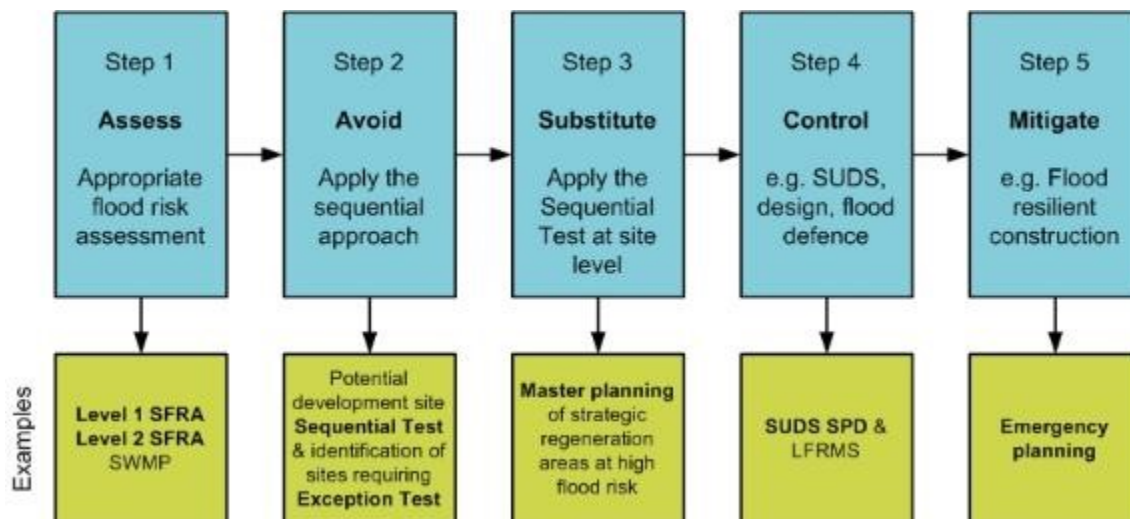 Step 1
Assess
Appropriate
flood risk
assessment
Step 2
Avoid
Apply the
sequential
approach
Step 3
Substitute
Apply the
Sequential
Test at site
level
Step 4
Control
e.g. SUDS,
design, flood
defence
Step 5
Mitigate
e.g. Flood
resilient
construction
Examples
Level 1 SFRA
Level 2 SFRA
SWMP
Potential
development site
Sequential Test
& identification of
sites requiring
Exception Test
Master planning
of strategic
regeneration
areas at high
flood risk
SUDS SPD &
LFRMS
Emergency
planning